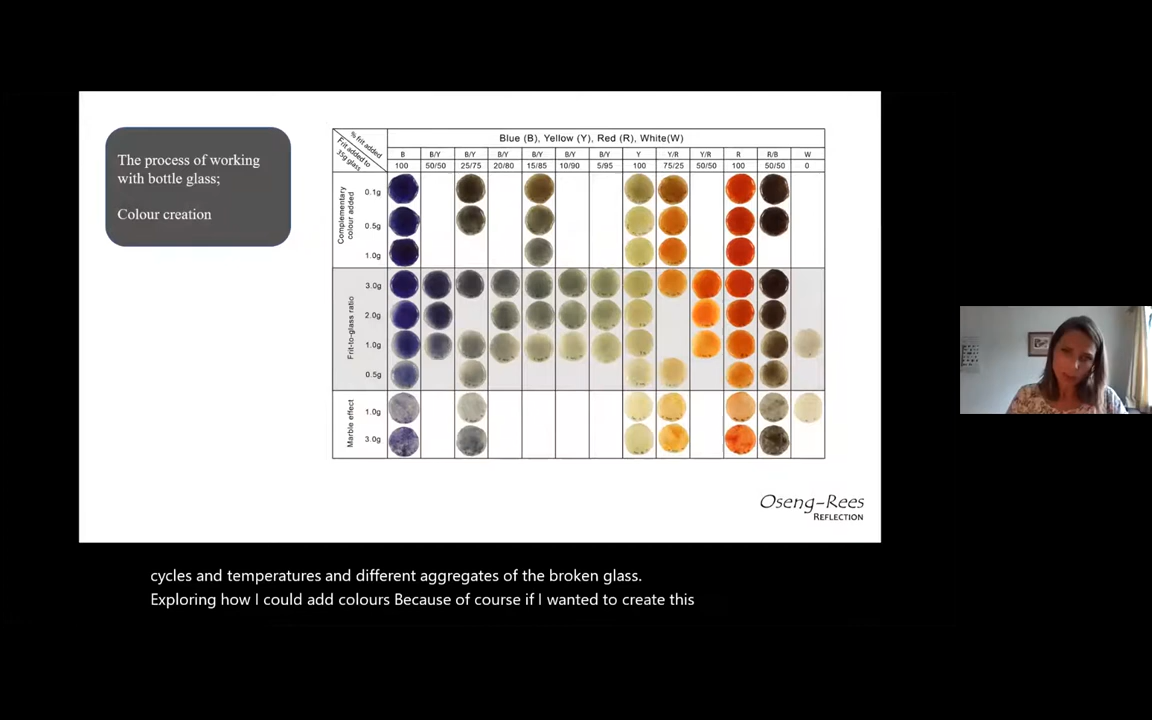 The process of working
with bottle glass;
Colour creation
% frit added
Frit added to
35g glass
Blue (B), Yellow (Y), Red (R), White(W)
B B/Y B/Y B/Y B/Y B/Y B/Y Y Y/R Y/R R R/B W
100 50/50 25/75 20/80 15/85 10/90 5/95 100 75/25 50/50 100 50/50 0
Complementary
colour added
0.1g
0.5g
1.0g
Frit-to-glass ratio
3.0g
2.0g
1.0g
0.5g
Marble effect
1.0g
3.0g
Oseng-Rees
REFLECTION
cycles and temperatures and different aggregates of the broken glass.
Exploring how I could add colours Because of course if I wanted to create this